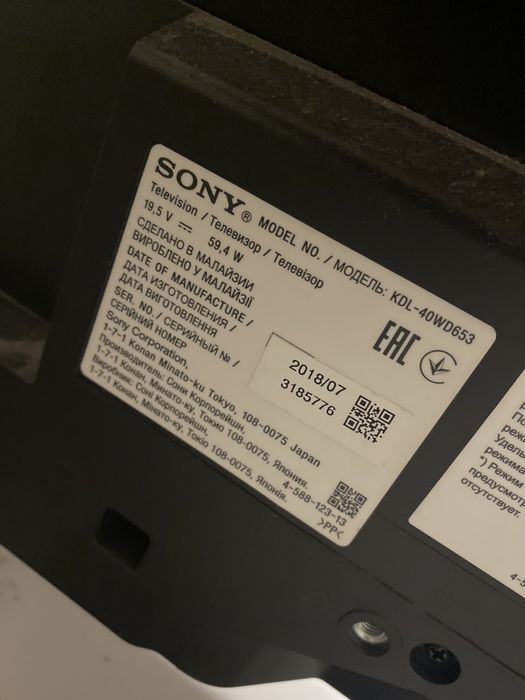 SONY® MODEL NO. / МОДЕЛЬ: KDL-40WD653
Television / Телевизор / Телевізор
19,5 V ⎓ 59,4 W
СДЕЛАНО В МАЛАЙЗИИ
ВИРОБЛЕНО У МАЛАЙЗІЇ
DATE OF MANUFACTURE /
ДАТА ИЗГОТОВЛЕНИЯ /
ДАТА ВИГОТОВЛЕННЯ
SER. NO. / СЕРИЙНЫЙ № /
СЕРІЙНИЙ НОМЕР
EAC
2018/07
3185776
Sony Corporation,
1-7-1 Konan Minato-ku Tokyo, 108-0075 Japan
Производитель: Сони Корпорейшн,
1-7-1 Конан, Минато-ку, Токио 108-0075, Япония.
Виробник: Соні Корпорейшн,
1-7-1 Конан, Мінато-ку, Токіо 108-0075, Японія.
4-588-123-13
>PP<
режима
*) Режим
предусмотр
отсутствует.